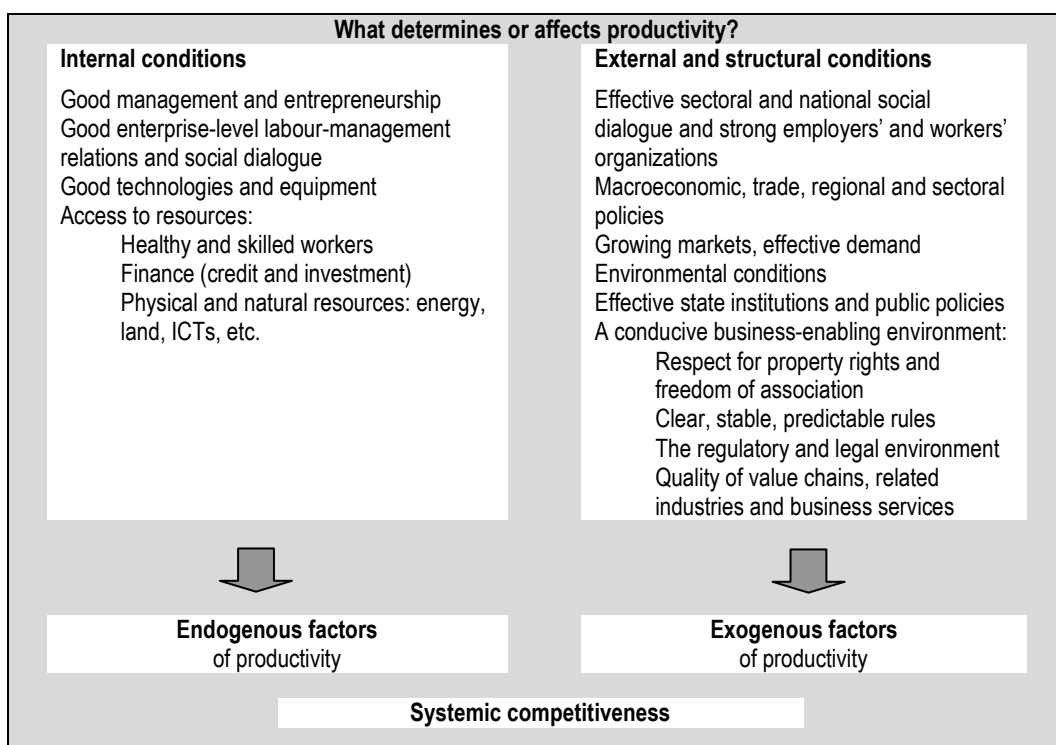 What determines or affects productivity?
Internal conditions
Good management and entrepreneurship
Good enterprise-level labour-management
relations and social dialogue
Good technologies and equipment
Access to resources:
Healthy and skilled workers
Finance (credit and investment)
Physical and natural resources: energy,
land, ICTs, etc.
External and structural conditions
Effective sectoral and national social
dialogue and strong employers’ and workers’
organizations
Macroeconomic, trade, regional and sectoral
policies
Growing markets, effective demand
Environmental conditions
Effective state institutions and public policies
A conducive business-enabling environment:
Respect for property rights and
freedom of association
Clear, stable, predictable rules
The regulatory and legal environment
Quality of value chains, related
industries and business services
Endogenous factors
of productivity
Exogenous factors
of productivity
Systemic competitiveness